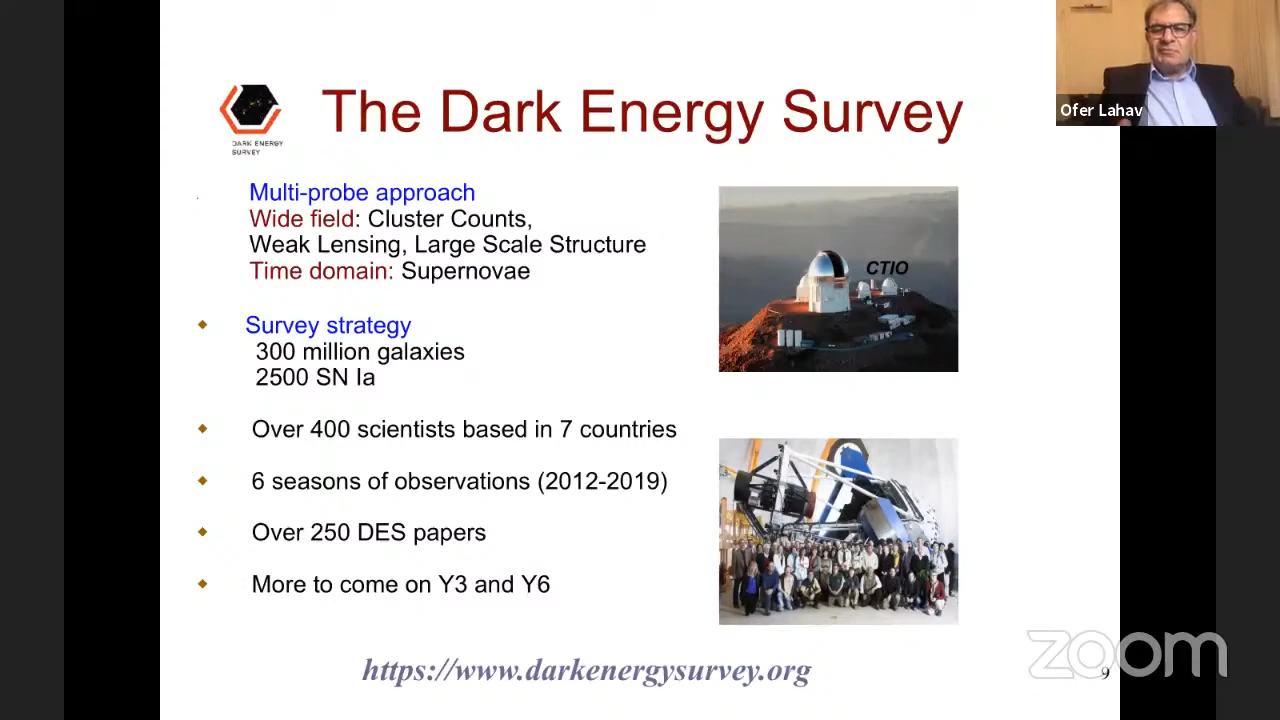 The Dark Energy Survey
DARK ENERGY
SURVEY
Ofer Lahav
Multi-probe approach
Wide field: Cluster Counts,
Weak Lensing, Large Scale Structure
Time domain: Supernovae
CTIO
Survey strategy
300 million galaxies
2500 SN Ia
Over 400 scientists based in 7 countries
6 seasons of observations (2012-2019)
Over 250 DES papers
More to come on Y3 and Y6
https://www.darkenergysurvey.org
zoom
9